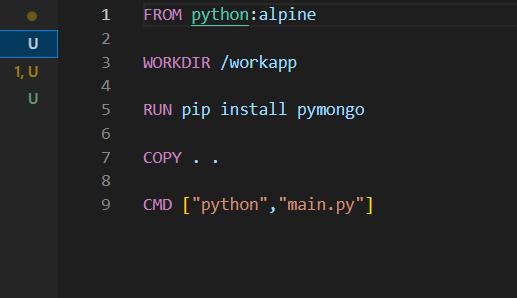 U
1, U
U
1 FROM python:alpine
2
3 WORKDIR /workapp
4
5 RUN pip install pymongo
6
7 COPY . .
8
9 CMD ["python","main.py"]